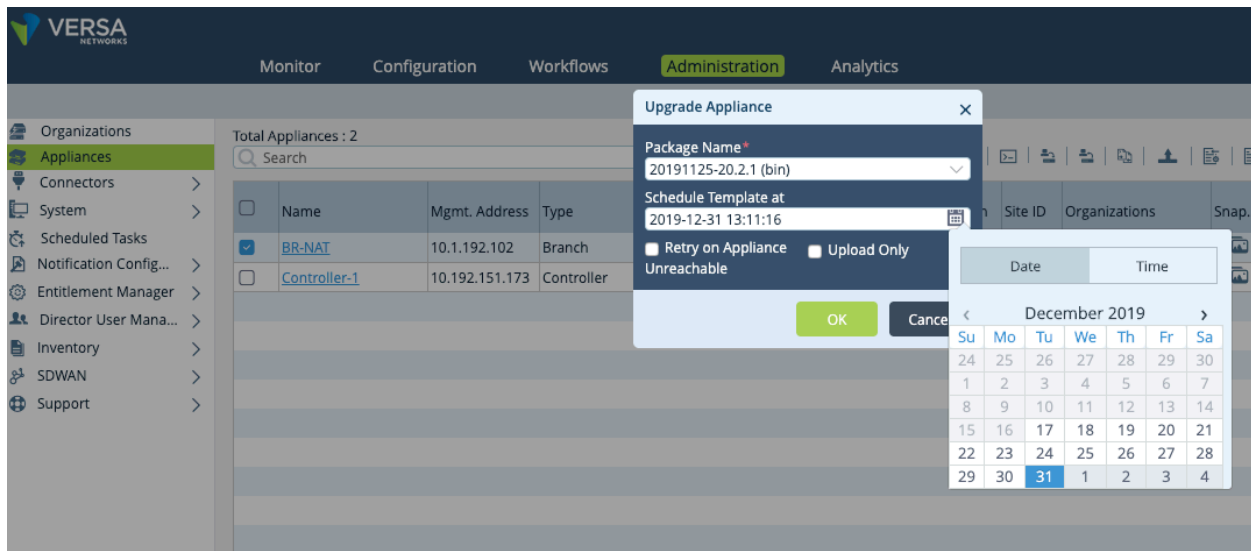 VERSA
NETWORKS
Monitor Configuration Workflows Administration Analytics
Organizations
Appliances
Connectors
System
Scheduled Tasks
Notification Config...
Entitlement Manager
Director User Mana...
Inventory
SDWAN
Support
Total Appliances : 2
Search
Name Mgmt. Address Type Site ID Organizations Snap.
BR-NAT 10.1.192.102 Branch
Controller-1 10.192.151.173 Controller
Upgrade Appliance
Package Name*
20191125-20.2.1 (bin)
Schedule Template at
2019-12-31 13:11:16
Retry on Appliance Unreachable
Upload Only
OK Cance
Date Time
December 2019
Su Mo Tu We Th Fr Sa
24 25 26 27 28 29 30
1 2 3 4 5 6 7
8 9 10 11 12 13 14
15 16 17 18 19 20 21
22 23 24 25 26 27 28
29 30 31 1 2 3 4